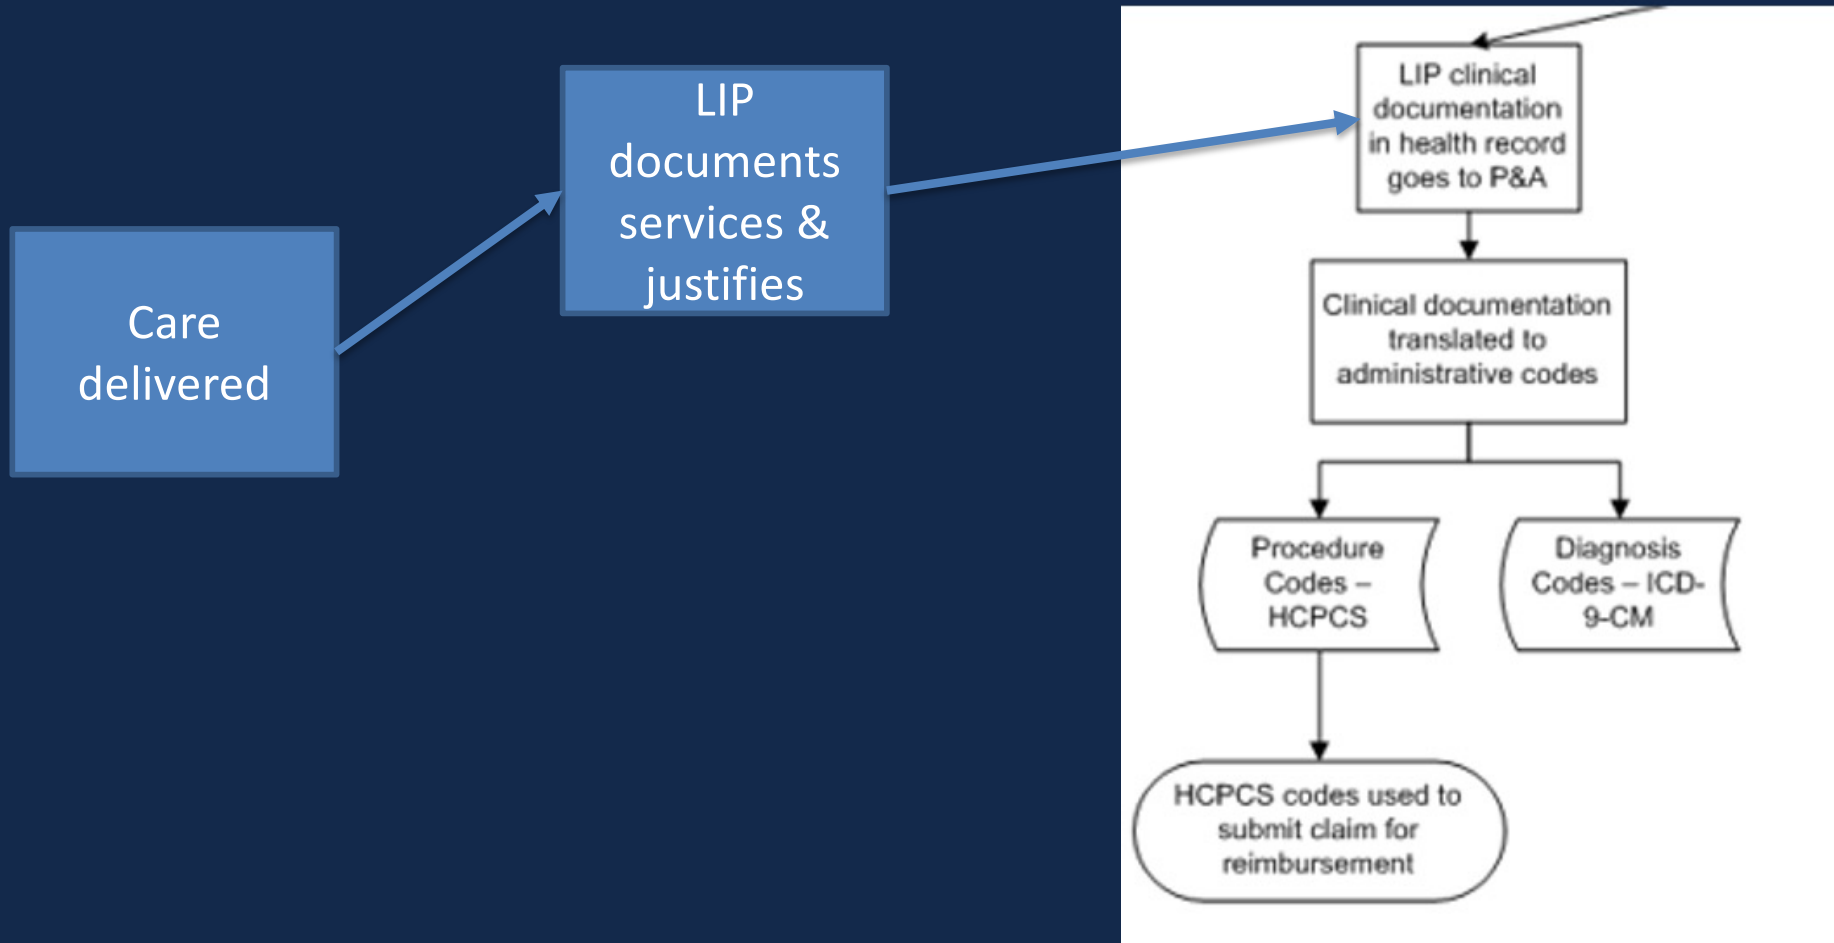 Care
delivered
LIP
documents
services &
justifies
LIP clinical
documentation
in health record
goes to P&A
Clinical documentation
translated to
administrative codes
Procedure
Codes –
HCPCS
Diagnosis
Codes – ICD-
9-CM
HCPCS codes used to
submit claim for
reimbursement